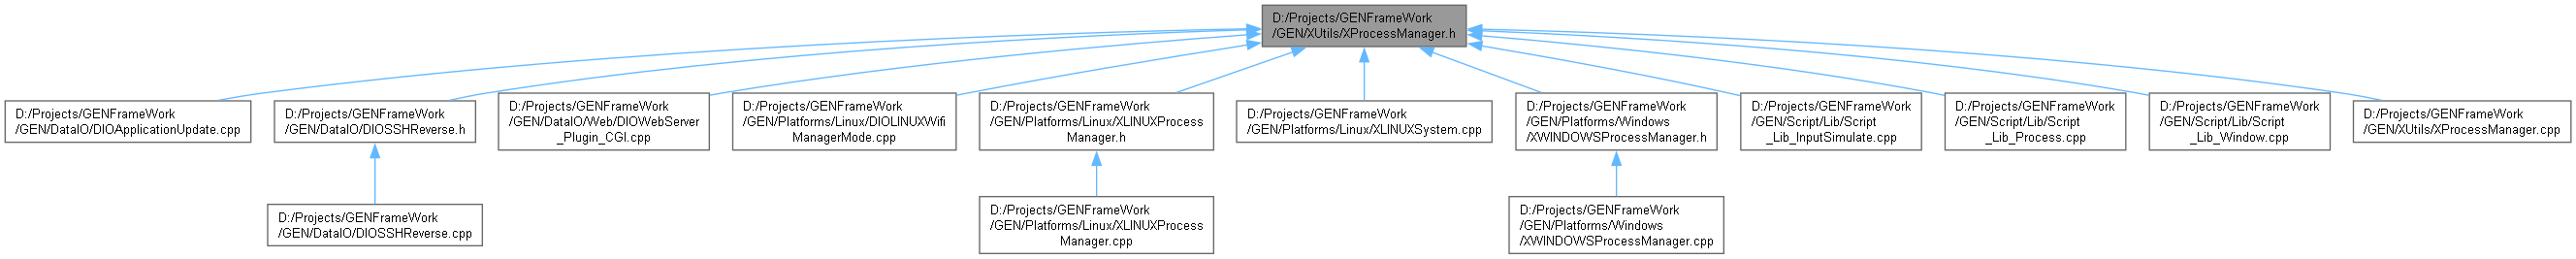 D:/Projects/GENFrameWork
/GEN/XUtils/XProcessManager.h
D:/Projects/GENFrameWork
/GEN/DataIO/DIOApplicationUpdate.cpp
D:/Projects/GENFrameWork
/GEN/DataIO/DIOSSHReverse.h
D:/Projects/GENFrameWork
/GEN/DataIO/Web/DIOWebServer
_Plugin_CGI.cpp
D:/Projects/GENFrameWork
/GEN/Platforms/Linux/DIOLINUXWifi
ManagerMode.cpp
D:/Projects/GENFrameWork
/GEN/Platforms/Linux/XLINUXProcess
Manager.h
D:/Projects/GENFrameWork
/GEN/Platforms/Linux/XLINUXSystem.cpp
D:/Projects/GENFrameWork
/GEN/Platforms/Windows
/XWINDOWSProcessManager.h
D:/Projects/GENFrameWork
/GEN/Script/Lib/Script
_Lib_InputSimulate.cpp
D:/Projects/GENFrameWork
/GEN/Script/Lib/Script
_Lib_Process.cpp
D:/Projects/GENFrameWork
/GEN/Script/Lib/Script
_Lib_Window.cpp
D:/Projects/GENFrameWork
/GEN/XUtils/XProcessManager.cpp
D:/Projects/GENFrameWork
/GEN/DataIO/DIOSSHReverse.cpp
D:/Projects/GENFrameWork
/GEN/Platforms/Linux/XLINUXProcess
Manager.cpp
D:/Projects/GENFrameWork
/GEN/Platforms/Windows
/XWINDOWSProcessManager.cpp